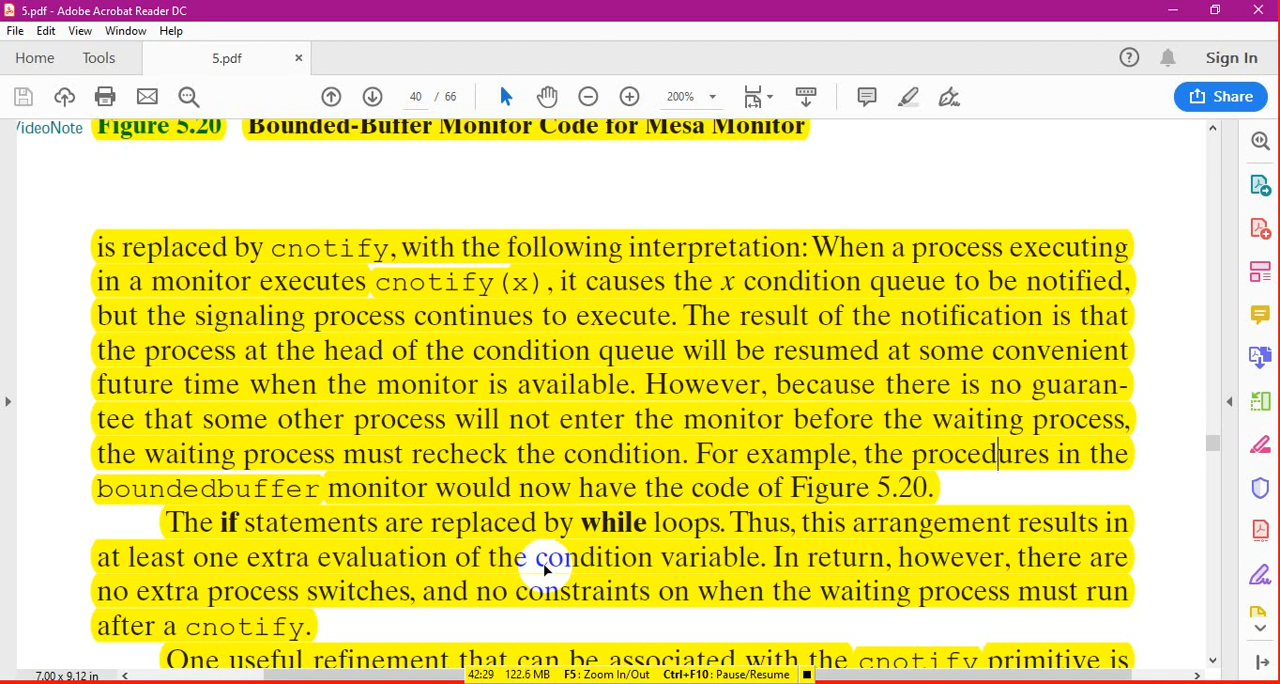 5.pdf - Adobe Acrobat Reader DC
File Edit View Window Help
Home Tools 5.pdf × Sign In
40 / 66 200% Share
VideoNote Figure 5.20 Bounded-Buffer Monitor Code for Mesa Monitor
is replaced by cnotify, with the following interpretation: When a process executing
in a monitor executes cnotify(x), it causes the x condition queue to be notified,
but the signaling process continues to execute. The result of the notification is that
the process at the head of the condition queue will be resumed at some convenient
future time when the monitor is available. However, because there is no guaran-
tee that some other process will not enter the monitor before the waiting process,
the waiting process must recheck the condition. For example, the procedures in the
boundedbuffer monitor would now have the code of Figure 5.20.
The if statements are replaced by while loops. Thus, this arrangement results in
at least one extra evaluation of the condition variable. In return, however, there are
no extra process switches, and no constraints on when the waiting process must run
after a cnotify.
One useful refinement that can be associated with the cnotify primitive is
7.00 x 9.12 in 42:29 122.6 MB F5: Zoom In/Out Ctrl+F10: Pause/Resume